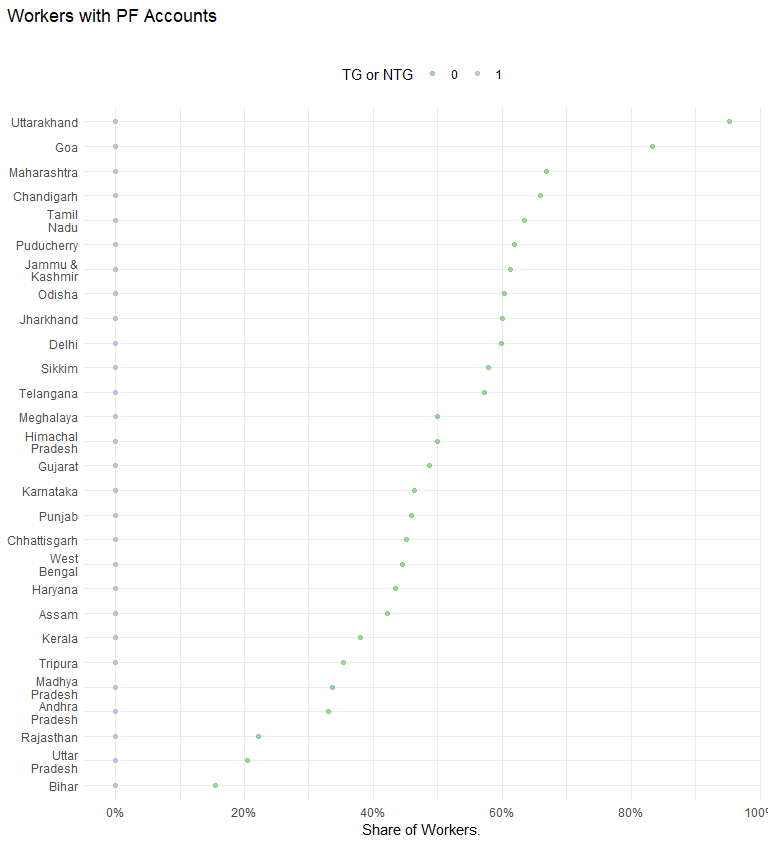 Workers with PF Accounts
TG or NTG 0 1
Uttarakhand
Goa
Maharashtra
Chandigarh
Tamil
Nadu
Puducherry
Jammu &
Kashmir
Odisha
Jharkhand
Delhi
Sikkim
Telangana
Meghalaya
Himachal
Pradesh
Gujarat
Karnataka
Punjab
Chhattisgarh
West
Bengal
Haryana
Assam
Kerala
Tripura
Madhya
Pradesh
Andhra
Pradesh
Rajasthan
Uttar
Pradesh
Bihar
0% 20% 40% 60% 80% 100%
Share of Workers.